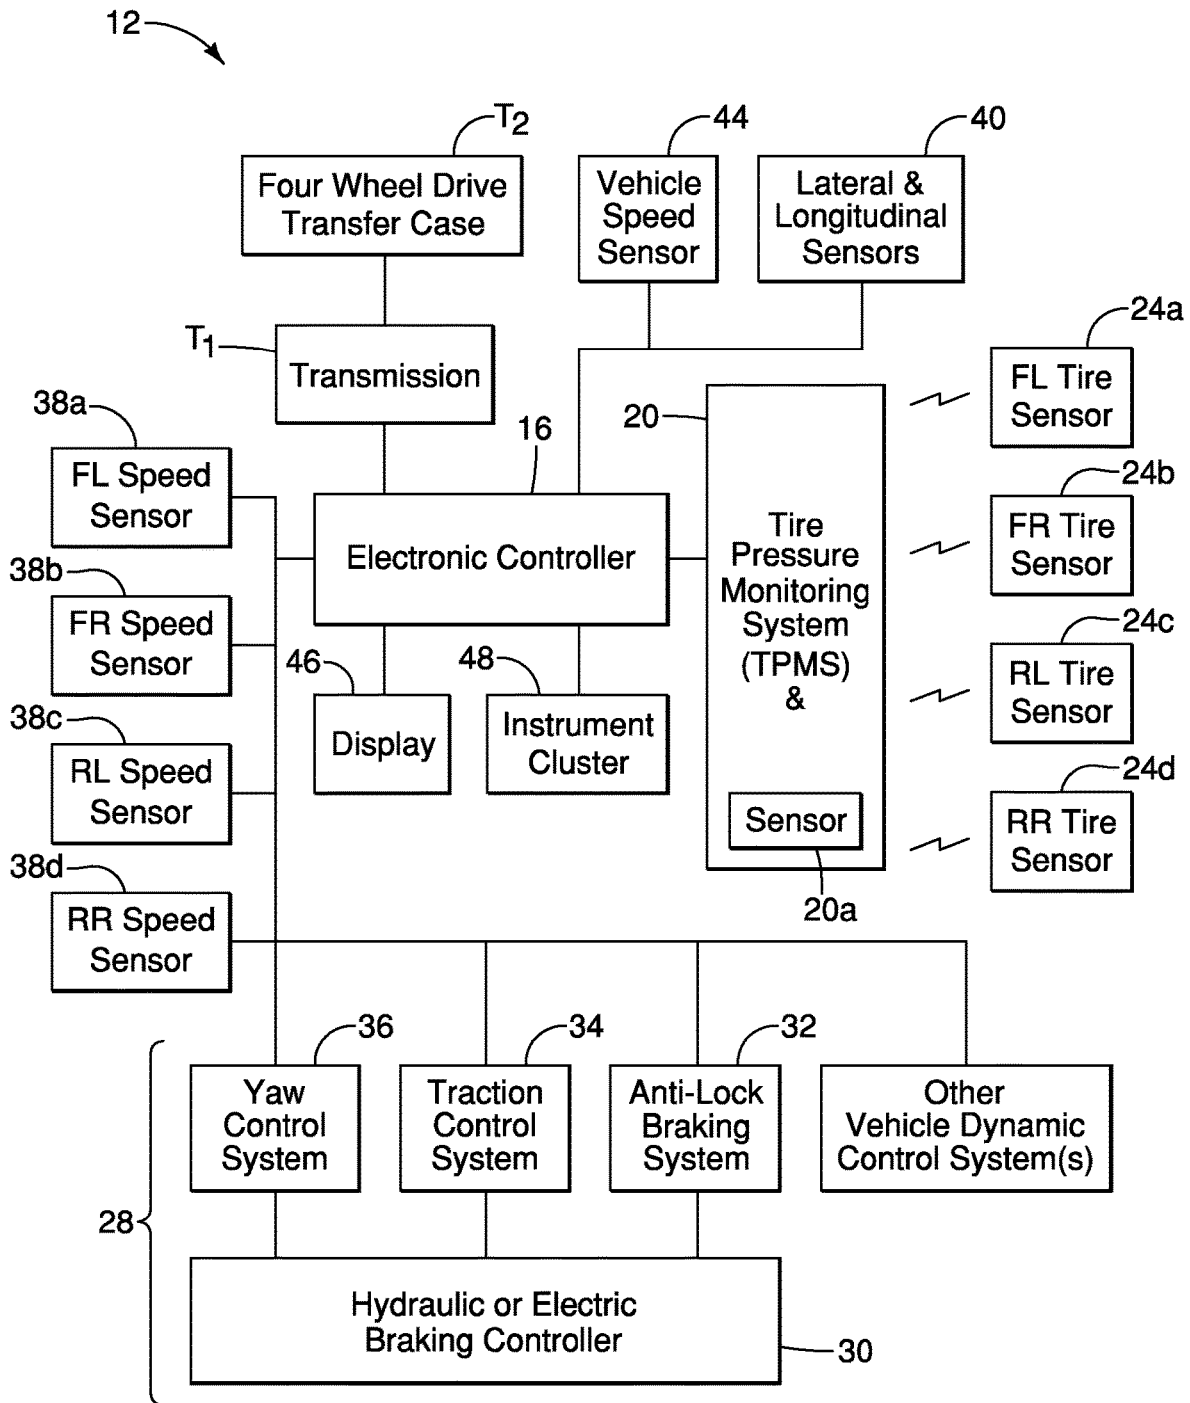 12
T2
44
40
Four Wheel Drive
Transfer Case
Vehicle
Speed
Sensor
Lateral &
Longitudinal
Sensors
T1
Transmission
24a
FL Tire
Sensor
38a
FL Speed
Sensor
16
20
Electronic Controller
Tire
Pressure
Monitoring
System
(TPMS)
&
Sensor
20a
24b
FR Tire
Sensor
38b
FR Speed
Sensor
46
Display
48
Instrument
Cluster
24c
RL Tire
Sensor
38c
RL Speed
Sensor
24d
RR Tire
Sensor
38d
RR Speed
Sensor
36
34
32
Yaw
Control
System
Traction
Control
System
Anti-Lock
Braking
System
Other
Vehicle Dynamic
Control System(s)
28
Hydraulic or Electric
Braking Controller
30